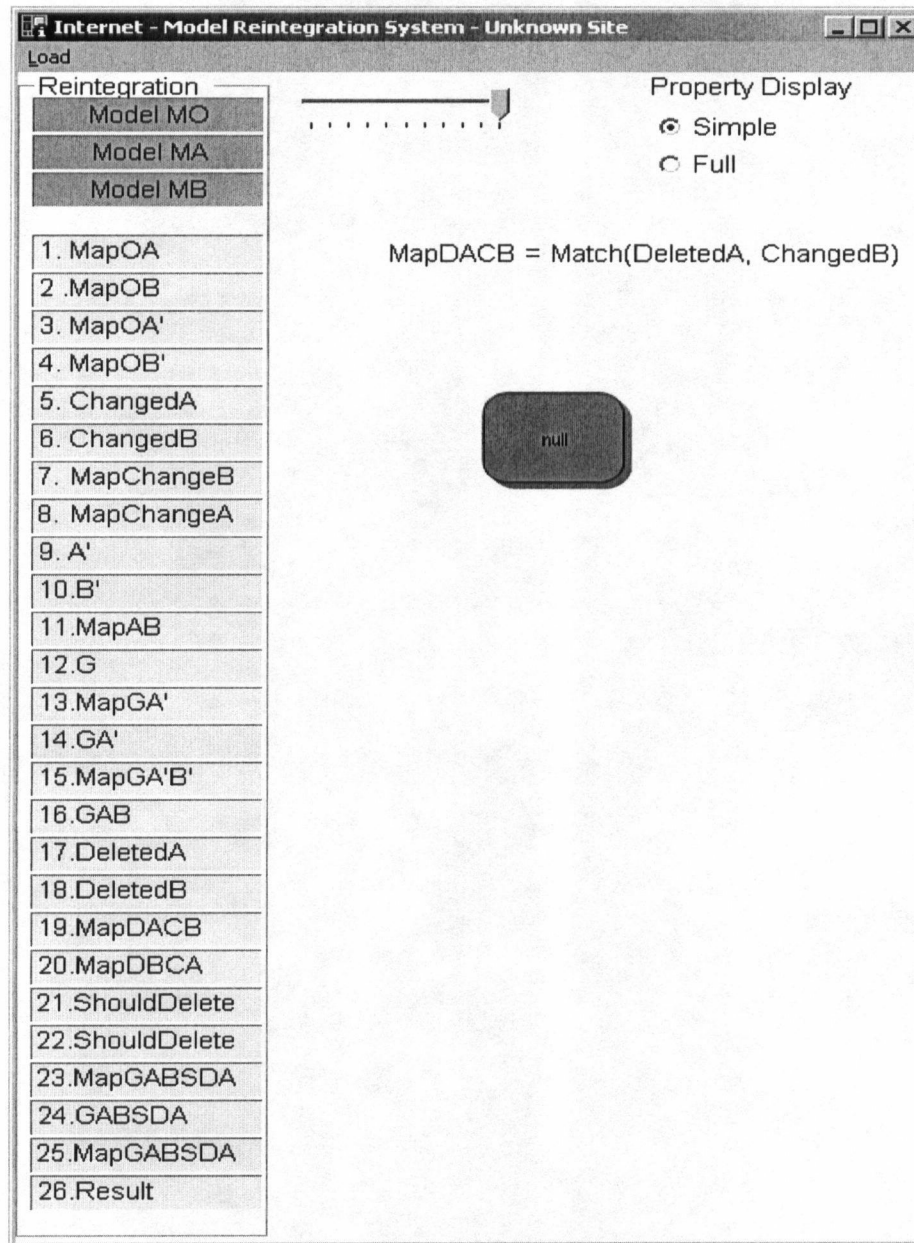 Internet - Model Reintegration System - Unknown Site
Load
Reintegration
Model MO
Model MA
Model MB
Property Display
Simple
Full
1. MapOA
2 .MapOB
3. MapOA'
4. MapOB'
5. ChangedA
6. ChangedB
7. MapChangeB
8. MapChangeA
9. A'
10.B'
11.MapAB
12.G
13.MapGA'
14.GA'
15.MapGA'B'
16.GAB
17.DeletedA
18.DeletedB
19.MapDACB
20.MapDBCA
21.ShouldDelete
22.ShouldDelete
23.MapGABSDA
24.GABSDA
25.MapGABSDA
26.Result
MapDACB = Match(DeletedA, ChangedB)
null